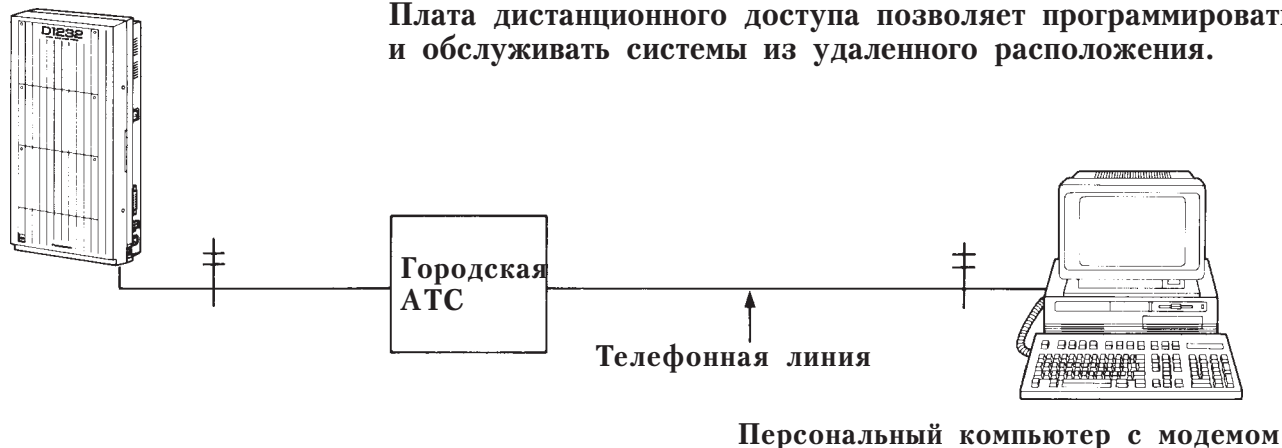 Плата дистанционного доступа позволяет программироват
и обслуживать системы из удаленного расположения.
D1232
Городская
АТС
Телефонная линия
Персональный компьютер с модемом